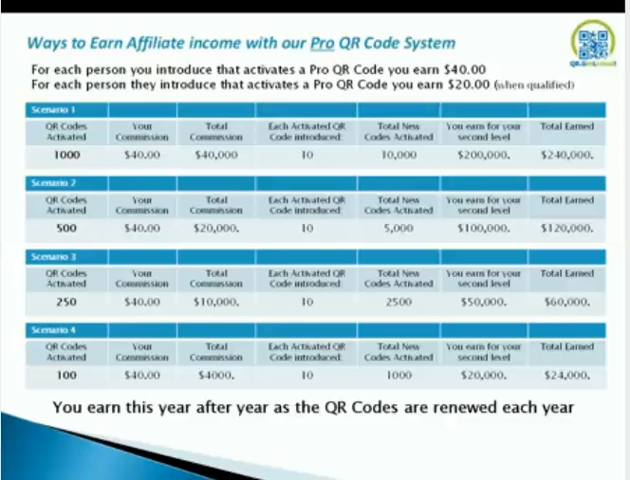 Ways to Earn Affiliate income with our Pro QR Code System
For each person you introduce that activates a Pro QR Code you earn $40.00
For each person they introduce that activates a Pro QR Code you earn $20.00 (when qualified)
Scenario 1
QR Codes Activated Your Commission Total Commission Each Activated QR Code introduced: Total New Codes Activated You earn for your second level Total Earned
1000 $40.00 $40,000 10 10,000 $200,000. $240,000.
Scenario 2
QR Codes Activated Your Commission Total Commission Each Activated QR Code introduced: Total New Codes Activated You earn for your second level Total Earned
500 $40.00 $20,000. 10 5,000 $100,000. $120,000.
Scenario 3
QR Codes Activated Your Commission Total Commission Each Activated QR Code introduced: Total New Codes Activated You earn for your second level Total Earned
250 $40.00 $10,000. 10 2500 $50,000. $60,000.
Scenario 4
QR Codes Activated Your Commission Total Commission Each Activated QR Code introduced: Total New Codes Activated You earn for your second level Total Earned
100 $40.00 $4000. 10 1000 $20,000. $24,000.
You earn this year after year as the QR Codes are renewed each year